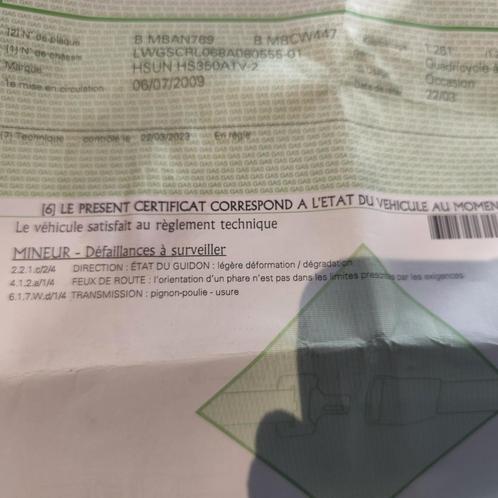 [2] N° de plaque B MBAN789 B MBCW447
[1] N° de châssis LWGSCRL068A080555-01 1 261
Marque HSUN HS350ATV-2 Quadricycle à
1e mise en circulation 06/07/2009 Occasion
22/03
[7] Technique contrôlé le 22/03/2023 En règle
[6] LE PRESENT CERTIFICAT CORRESPOND A L'ETAT DU VEHICULE AU MOMEN
Le véhicule satisfait au règlement technique
MINEUR - Défaillances à surveiller
2.2.1.c/2/4 DIRECTION : ÉTAT DU GUIDON : légère déformation / dégradation
4.1.2.a/1/4 FEUX DE ROUTE : l'orientation d'un phare n'est pas dans les limites prescrites par les exigences
6.1.7.W.d/1/4 TRANSMISSION : pignon-poulie - usure